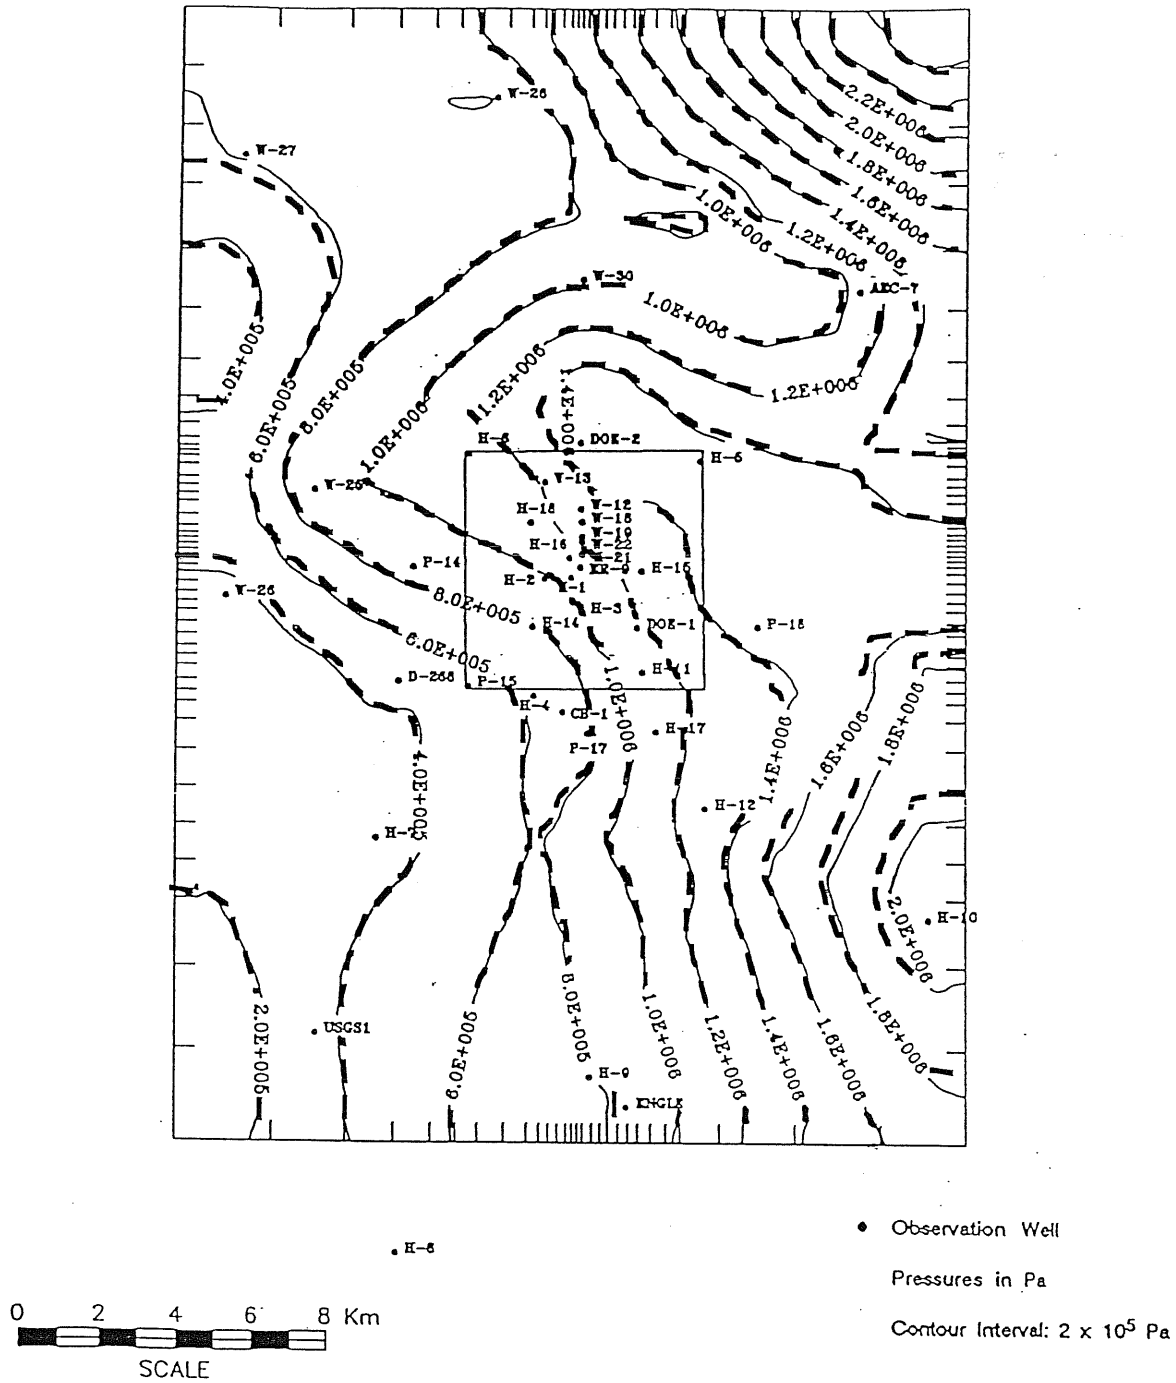 W-28
2.2E+006
2.0E+006
W-27
1.8E+006
1.6E+006
1.0E+006
1.4E+006
1.2E+006
W-30
AEC-7
1.0E+006
4.0E+005
6.0E+005
8.0E+005
1.2E+006
1.4E+006
1.2E+006
1.0E+006
DOE-2
H-5
W-13
W-12
H-18
W-18
W-19
H-16
W-22
H-15
P-14
H-2
8.0E+005
H-3
H-14
DOE-1
P-18
6.0E+005
H-11
P-15
H-4
CB-1
1.0E+006
H-17
P-17
1.4E+006
1.6E+006
1.8E+006
4.0E+005
H-12
2.0E+006
H-10
USGS1
2.0E+005
6.0E+005
8.0E+005
1.0E+006
1.2E+006
1.4E+006
1.6E+006
1.8E+006
H-9
ENGLE
Observation Well
Pressures in Pa
Contour Interval: 2 x 10⁵ Pa
0 2 4 6 8 Km
SCALE